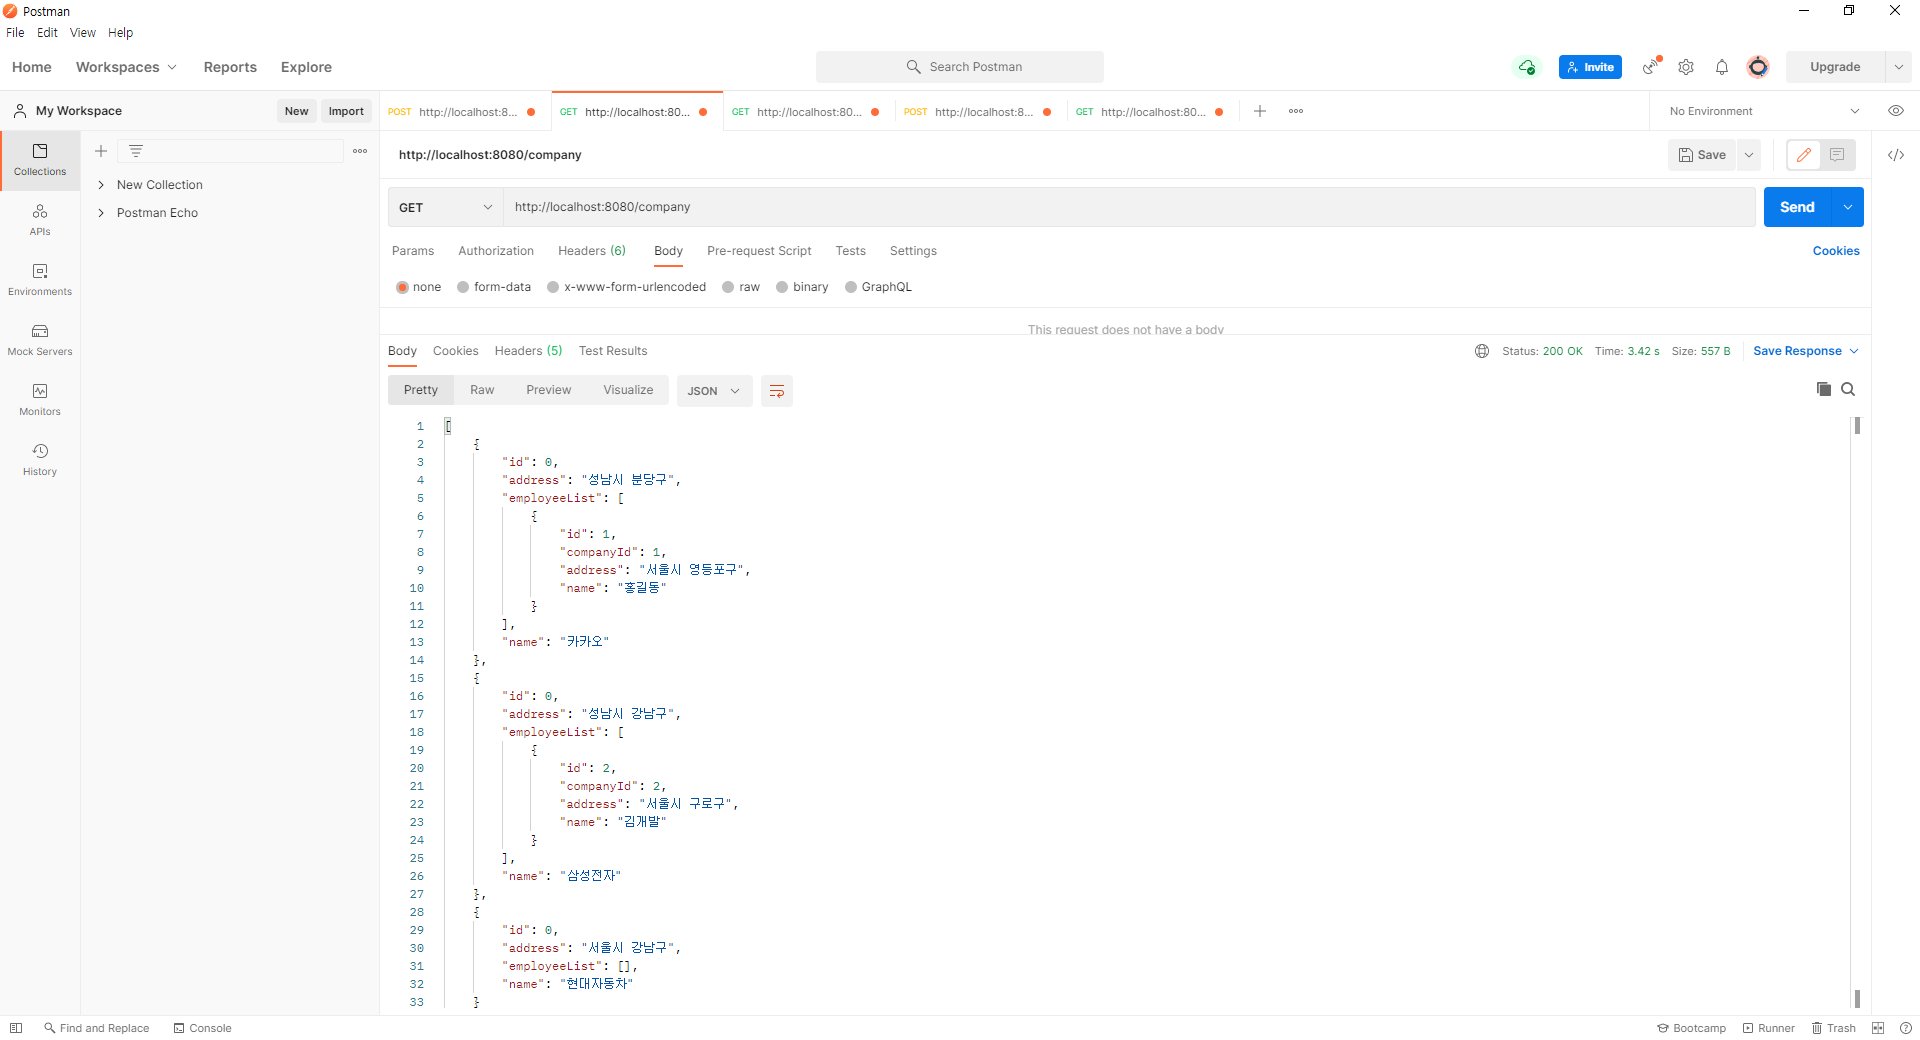 Postman
File Edit View Help
Home Workspaces Reports Explore Search Postman Invite Upgrade
My Workspace New Import
POST http://localhost:8... GET http://localhost:80... GET http://localhost:80... POST http://localhost:8... GET http://localhost:80... No Environment
http://localhost:8080/company Save
GET http://localhost:8080/company Send
Params Authorization Headers (6) Body Pre-request Script Tests Settings Cookies
none form-data x-www-form-urlencoded raw binary GraphQL
This request does not have a body
Collections
APIs
Environments
Mock Servers
Monitors
History
New Collection
Postman Echo
Body Cookies Headers (5) Test Results Status: 200 OK Time: 3.42 s Size: 557 B Save Response
Pretty Raw Preview Visualize JSON
1 [
2 {
3 "id": 0,
4 "address": "성남시 분당구",
5 "employeeList": [
6 {
7 "id": 1,
8 "companyId": 1,
9 "address": "서울시 영등포구",
10 "name": "홍길동"
11 }
12 ],
13 "name": "카카오"
14 },
15 {
16 "id": 0,
17 "address": "성남시 강남구",
18 "employeeList": [
19 {
20 "id": 2,
21 "companyId": 2,
22 "address": "서울시 구로구",
23 "name": "김개발"
24 }
25 ],
26 "name": "삼성전자"
27 },
28 {
29 "id": 0,
30 "address": "서울시 강남구",
31 "employeeList": [],
32 "name": "현대자동차"
33 }
Find and Replace Console Bootcamp Runner Trash